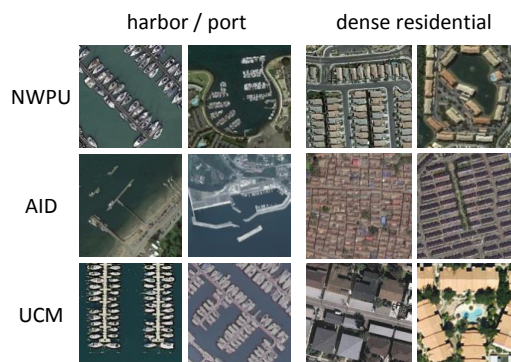 harbor / port dense residential
NWPU
AID
UCM